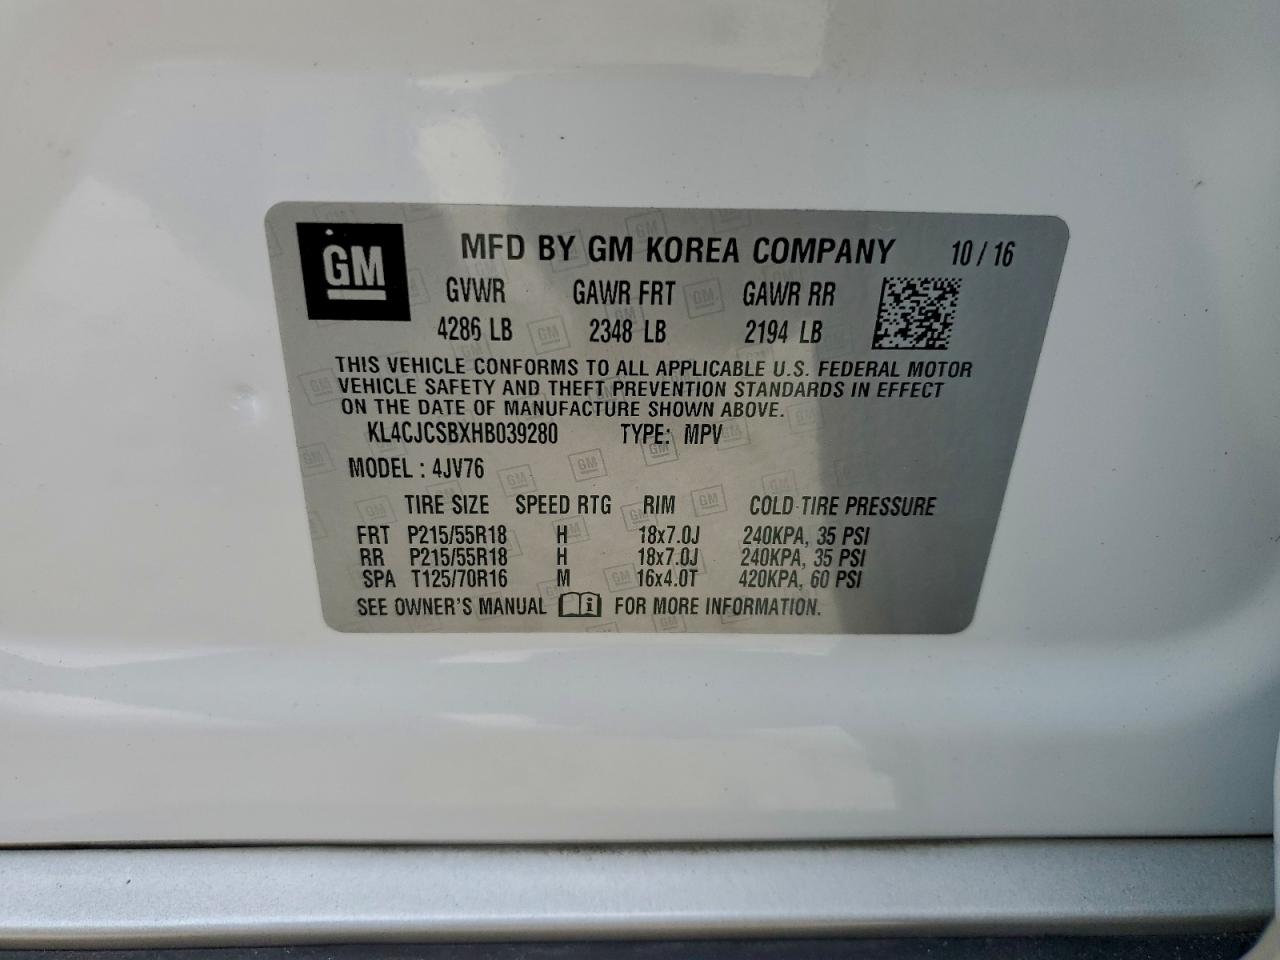 GM MFD BY GM KOREA COMPANY 10/16
GVWR GAWR FRT GAWR RR
4286 LB 2348 LB 2194 LB
THIS VEHICLE CONFORMS TO ALL APPLICABLE U.S. FEDERAL MOTOR
VEHICLE SAFETY AND THEFT PREVENTION STANDARDS IN EFFECT
ON THE DATE OF MANUFACTURE SHOWN ABOVE.
KL4CJCSBXHB039280 TYPE: MPV
MODEL : 4JV76
TIRE SIZE SPEED RTG RIM COLD TIRE PRESSURE
FRT P215/55R18 H 18x7.0J 240KPA, 35 PSI
RR P215/55R18 H 18x7.0J 240KPA, 35 PSI
SPA T125/70R16 M 16x4.0T 420KPA, 60 PSI
SEE OWNER'S MANUAL i FOR MORE INFORMATION.